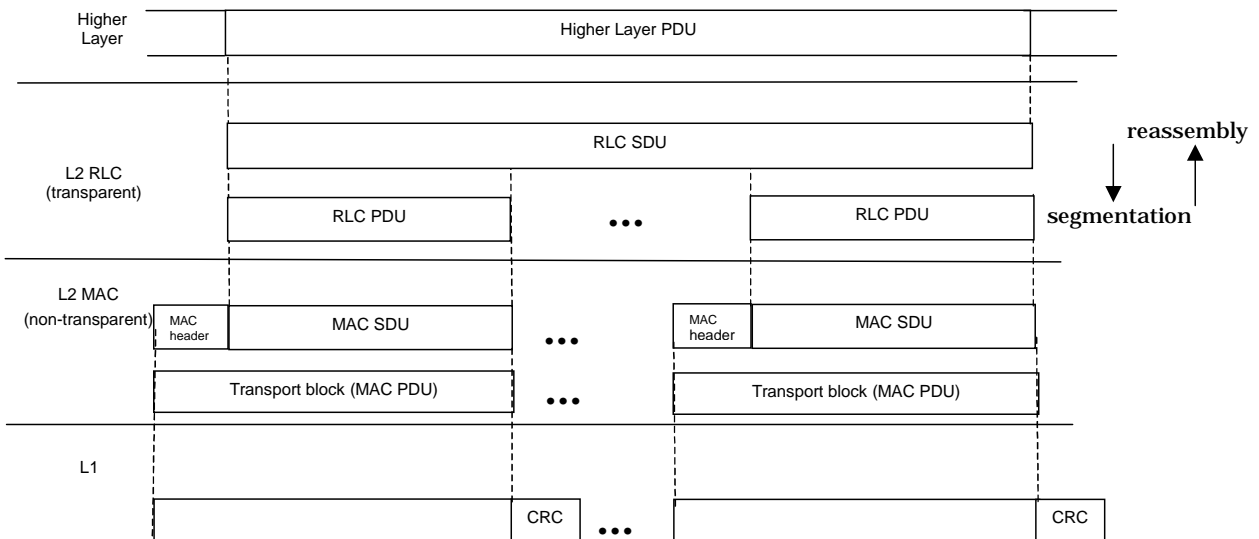 Higher
Layer
Higher Layer PDU
RLC SDU
reassembly
L2 RLC
(transparent)
RLC PDU
RLC PDU
segmentation
L2 MAC
(non-transparent)
MAC
header
MAC SDU
MAC
header
MAC SDU
Transport block (MAC PDU)
Transport block (MAC PDU)
L1
CRC
CRC